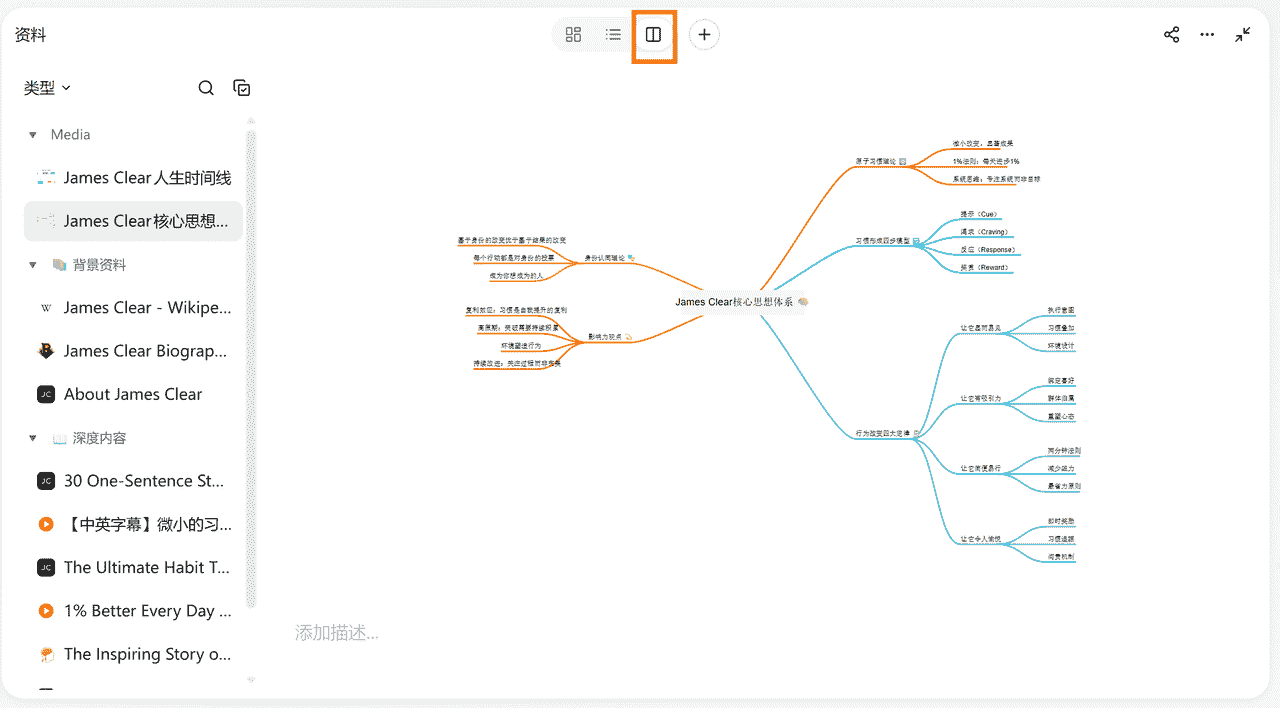 资料
类型
Media
James Clear人生时间线
James Clear核心思想...
背景资料
W James Clear - Wikipe...
James Clear Biograp...
JC About James Clear
深度内容
JC 30 One-Sentence St...
【中英字幕】微小的习...
JC The Ultimate Habit T...
1% Better Every Day ...
The Inspiring Story o...
James Clear核心思想体系
基于身份的改变优于基于结果的改变
每个行动都是对身份的投票
成为你想成为的人
身份认同理论
复利效应：习惯是自我提升的复利
高原期：突破需要持续积累
环境塑造行为
持续改进：关注过程而非完美
影响力观点
原子习惯理论
微小改变，显著成果
1%法则：每天进步1%
系统思维：专注系统而非目标
习惯形成四步模型
提示（Cue）
渴求（Craving）
反应（Response）
奖赏（Reward）
行为改变四大定律
让它显而易见
执行意图
习惯叠加
环境设计
让它有吸引力
绑定喜好
群体归属
重塑心态
让它简便易行
两分钟法则
减少阻力
最省力原则
让它令人愉悦
即时奖励
习惯追踪
问责机制
添加描述...